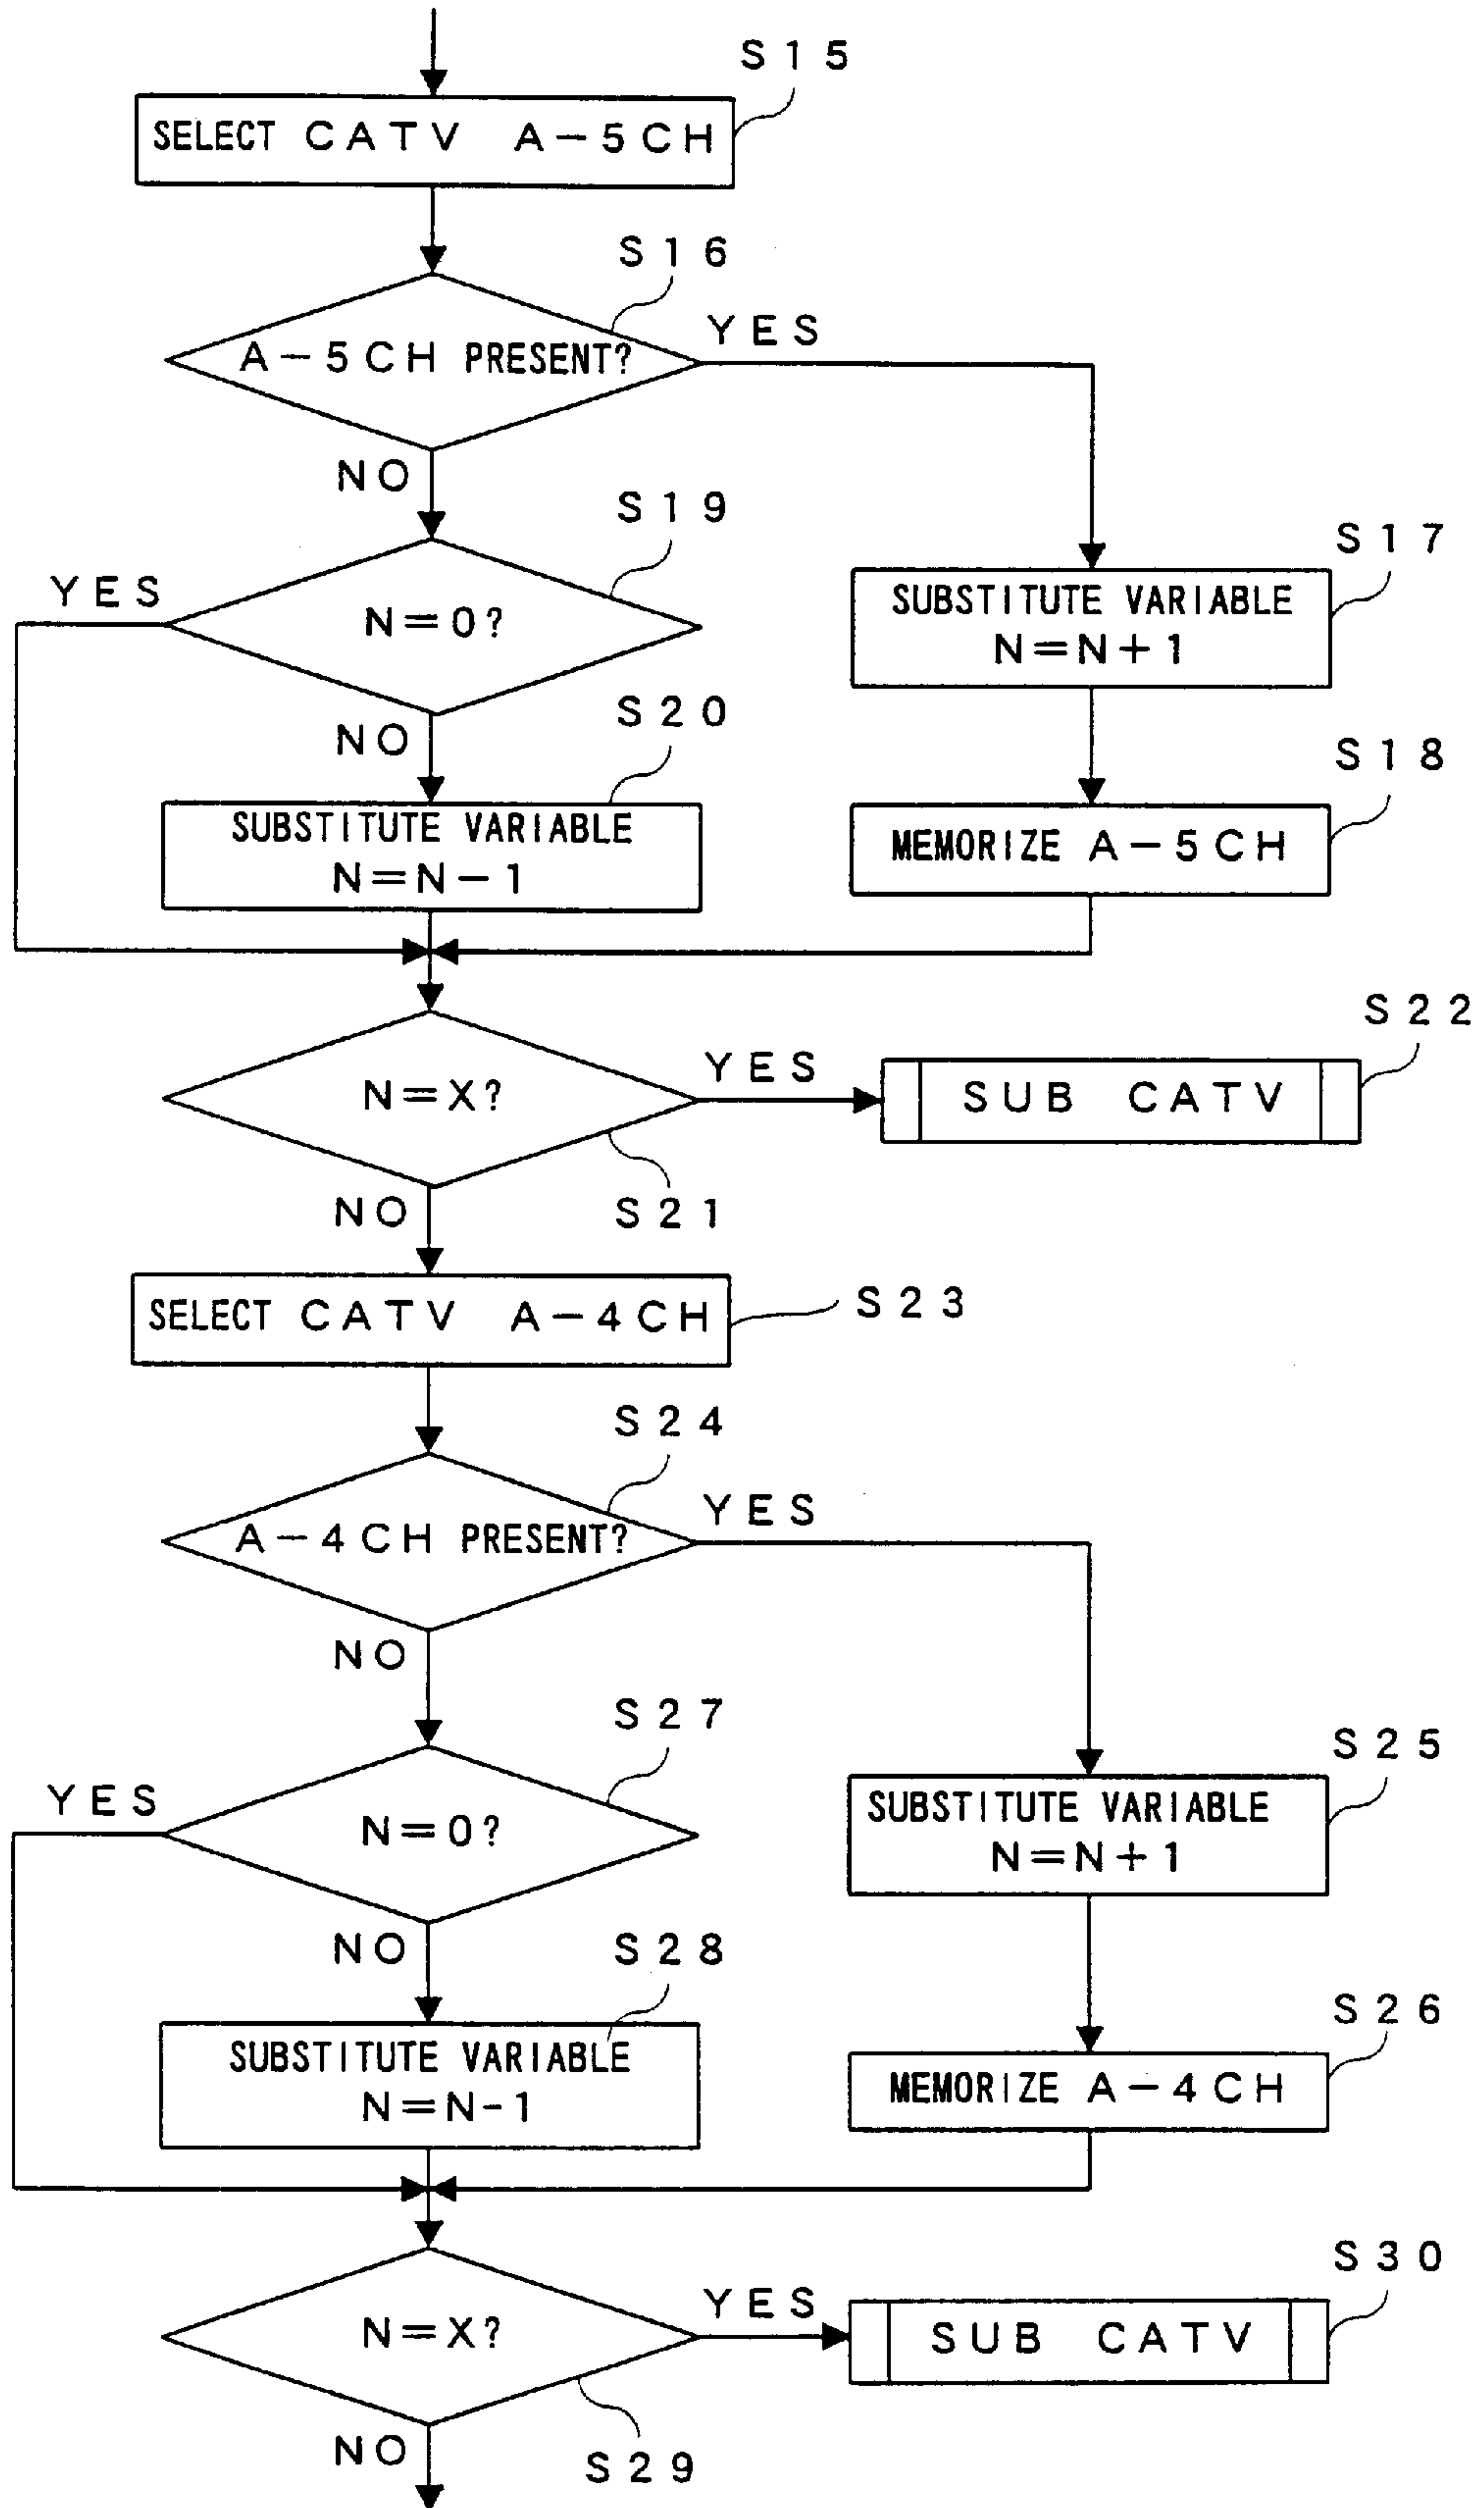 S15
SELECT CATV A-5CH
S16
A-5CH PRESENT?
YES
NO
S19
S17
YES
N=0?
SUBSTITUTE VARIABLE
N=N+1
NO
S20
S18
SUBSTITUTE VARIABLE
N=N-1
MEMORIZE A-5CH
S22
N=X?
YES
SUB CATV
NO
S21
SELECT CATV A-4CH
S23
S24
A-4CH PRESENT?
YES
NO
S27
S25
YES
N=0?
SUBSTITUTE VARIABLE
N=N+1
NO
S28
S26
SUBSTITUTE VARIABLE
N=N-1
MEMORIZE A-4CH
S30
N=X?
YES
SUB CATV
NO
S29